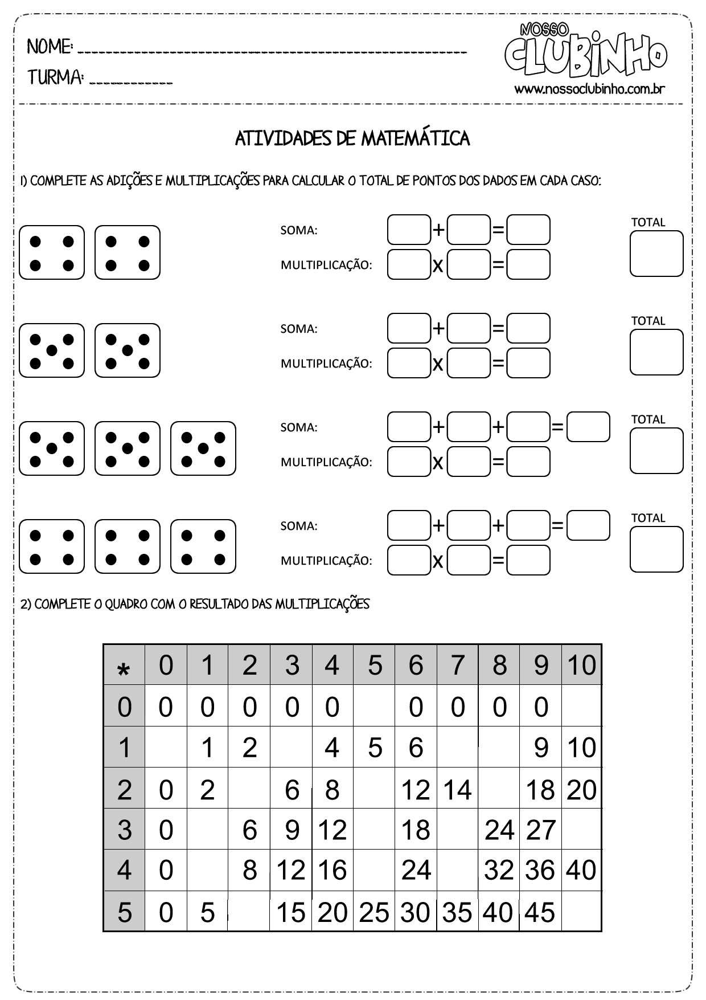 NOME: ___________________________________________________
TURMA: ____________
NOSSO
CLUBINHO
www.nossoclubinho.com.br
ATIVIDADES DE MATEMÁTICA
1) COMPLETE AS ADIÇÕES E MULTIPLICAÇÕES PARA CALCULAR O TOTAL DE PONTOS DOS DADOS EM CADA CASO:
SOMA: + = TOTAL
MULTIPLICAÇÃO: x =
SOMA: + = TOTAL
MULTIPLICAÇÃO: x =
SOMA: + + = TOTAL
MULTIPLICAÇÃO: x =
SOMA: + + = TOTAL
MULTIPLICAÇÃO: x =
2) COMPLETE O QUADRO COM O RESULTADO DAS MULTIPLICAÇÕES
* 0 1 2 3 4 5 6 7 8 9 10
0 0 0 0 0 0 0 0 0 0
1 1 2 4 5 6 9 10
2 0 2 6 8 12 14 18 20
3 0 6 9 12 18 24 27
4 0 8 12 16 24 32 36 40
5 0 5 15 20 25 30 35 40 45